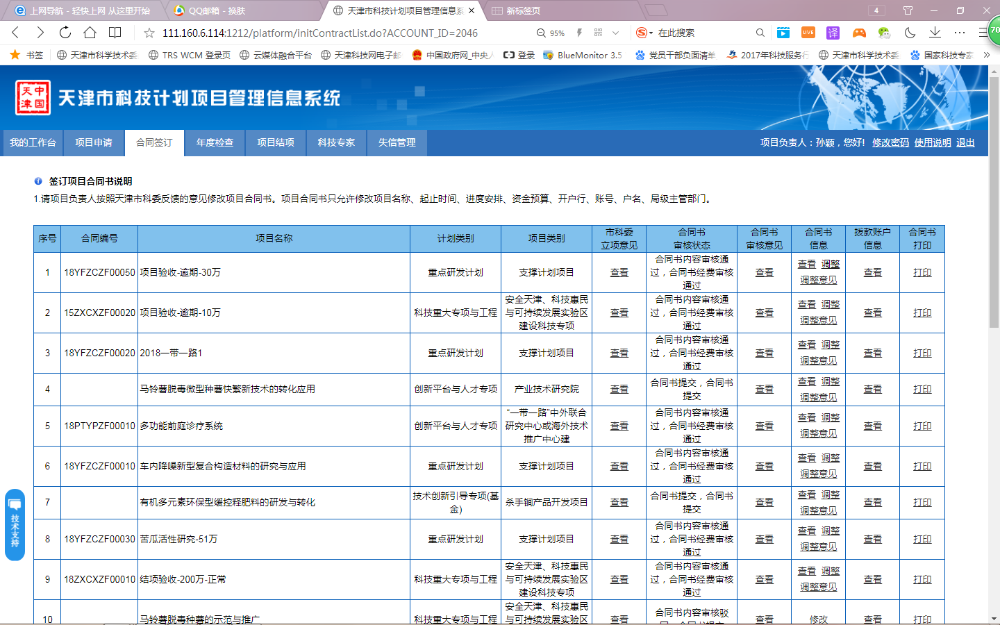 上网导航 - 轻快上网 从这里开始
QQ邮箱 - 换肤
天津市科技计划项目管理信息系
新标签页
4
111.160.6.114:1212/platform/initContractList.do?ACCOUNT_ID=2046
95%
在此搜索
LIVE
译
70
书签
天津市科学技术委
TRS WCM 登录页
云媒体融合平台
天津科技网电子邮
中国政府网_中央人
登录
BlueMonitor 3.5
党员干部负面清单
2017年科技服务行
天津市科学技术委
国家科技专家
中国天津
天津市科技计划项目管理信息系统
我的工作台
项目申请
合同签订
年度检查
项目结项
科技专家
失信管理
项目负责人：孙颖，您好! 修改密码 使用说明 退出
签订项目合同书说明
1.请项目负责人按照天津市科委反馈的意见修改项目合同书。项目合同书只允许修改项目名称、起止时间、进度安排、资金预算、开户行、账号、户名、局级主管部门。
序号 合同编号 项目名称 计划类别 项目类别 市科委立项意见 合同书审核状态 合同书审核意见 合同书信息 拨款账户信息 合同书打印
1 18YFZCZF00050 项目验收-逾期-30万 重点研发计划 支撑计划项目 查看 合同书内容审核通过，合同书经费审核通过 查看 查看 调整 调整意见 查看 打印
2 15ZXCXZF00020 项目验收-逾期-10万 科技重大专项与工程 安全天津、科技惠民与可持续发展实验区建设科技专项 查看 合同书内容审核通过，合同书经费审核通过 查看 查看 调整 调整意见 查看 打印
3 18YFZCZF00020 2018一带一路1 重点研发计划 支撑计划项目 查看 合同书内容审核通过，合同书经费审核通过 查看 查看 调整 调整意见 查看 打印
4 马铃薯脱毒微型种薯快繁新技术的转化应用 创新平台与人才专项 产业技术研究院 查看 合同书提交，合同书提交 查看 查看 调整 调整意见 查看 打印
5 18PTYPZF00010 多功能前庭诊疗系统 创新平台与人才专项 “一带一路”中外联合研究中心或海外技术推广中心建 查看 合同书内容审核通过，合同书经费审核通过 查看 查看 调整 调整意见 查看 打印
6 18YFZCZF00010 车内降噪新型复合构造材料的研究与应用 重点研发计划 支撑计划项目 查看 合同书内容审核通过，合同书经费审核通过 查看 查看 调整 调整意见 查看 打印
7 有机多元素环保型缓控释肥料的研发与转化 技术创新引导专项(基金) 杀手锏产品开发项目 查看 合同书提交，合同书提交 查看 查看 调整 调整意见 查看 打印
8 18YFZCZF00030 苦瓜活性研究-51万 重点研发计划 支撑计划项目 查看 合同书内容审核通过，合同书经费审核通过 查看 查看 调整 调整意见 查看 打印
9 18ZXCXZF00010 结项验收-200万-正常 科技重大专项与工程 安全天津、科技惠民与可持续发展实验区建设科技专项 查看 合同书内容审核通过，合同书经费审核通过 查看 查看 调整 调整意见 查看 打印
10 马铃薯脱毒种薯的示范与推广 科技重大专项与工程 安全天津、科技惠民与可持续发展实验区 查看 合同书内容审核驳 查看 修改 查看 打印
技术支持